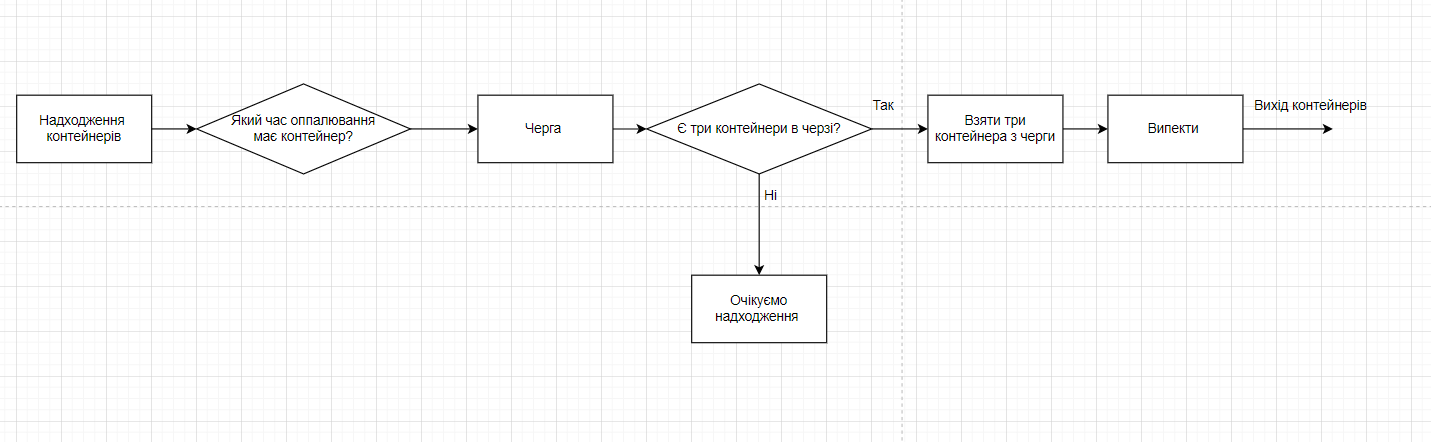 Надходження
контейнерів
Який час оппалювання
має контейнер?
Черга
Є три контейнери в черзі?
Так
Взяти три
контейнера з черги
Випекти
Вихід контейнерів
Ні
Очікуємо
надходження